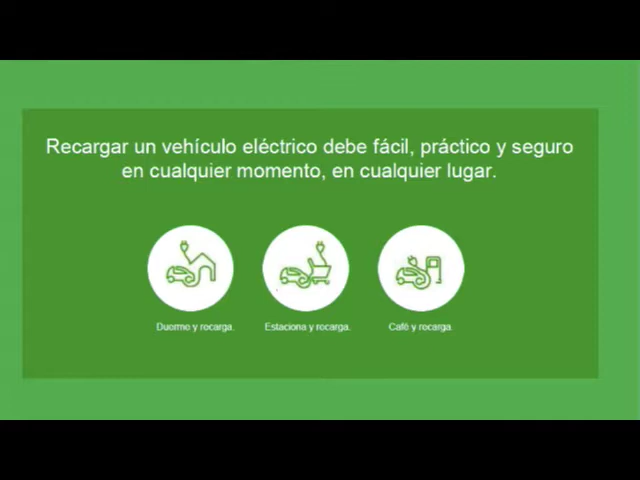 Recargar un vehículo eléctrico debe fácil, práctico y seguro
en cualquier momento, en cualquier lugar.
Duerme y recarga.
Estaciona y recarga.
Café y recarga.